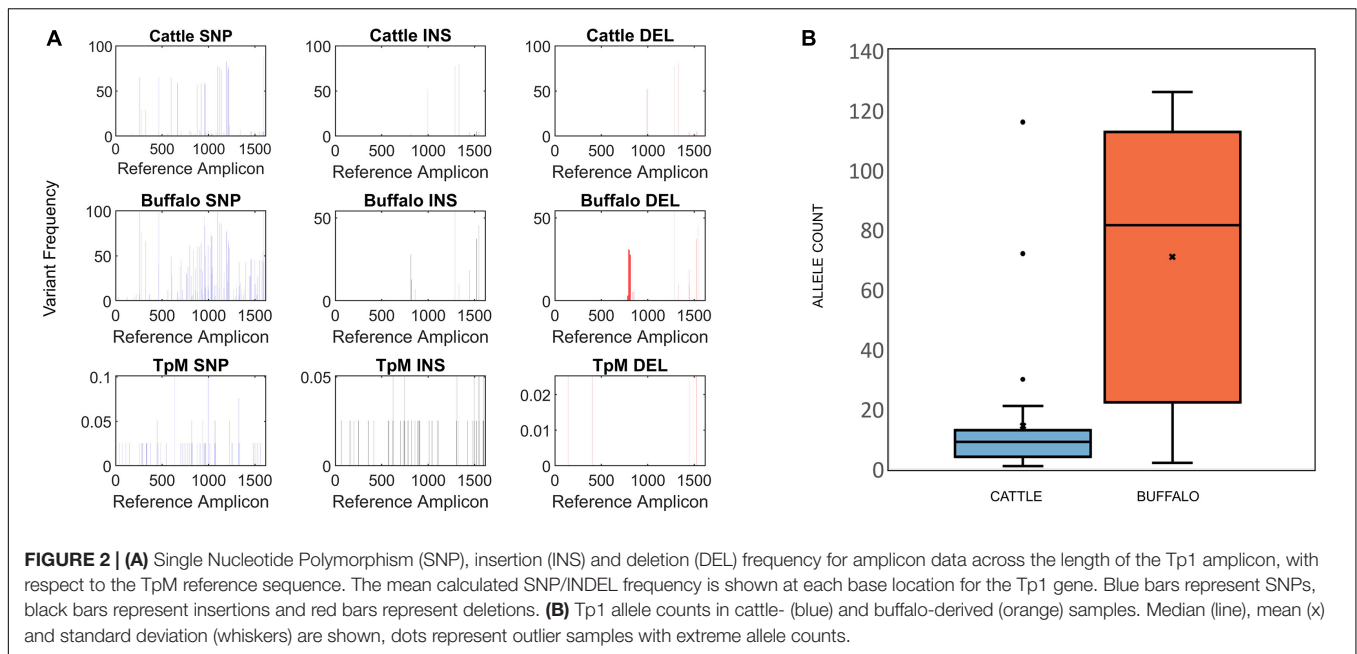 A
Cattle SNP
Cattle INS
Cattle DEL
100
50
0
0 500 1000 1500
Reference Amplicon
100
50
0
0 500 1000 1500
Reference Amplicon
100
50
0
0 500 1000 1500
Reference Amplicon
Variant Frequency
Buffalo SNP
Buffalo INS
Buffalo DEL
100
50
0
0 500 1000 1500
Reference Amplicon
50
0
0 500 1000 1500
Reference Amplicon
50
0
0 500 1000 1500
Reference Amplicon
TpM SNP
TpM INS
TpM DEL
0.1
0.05
0
0 500 1000 1500
Reference Amplicon
0.05
0
0 500 1000 1500
Reference Amplicon
0.02
0.01
0
0 500 1000 1500
Reference Amplicon
B
ALLELE COUNT
140
120
100
80
60
40
20
0
CATTLE
BUFFALO
FIGURE 2 | (A) Single Nucleotide Polymorphism (SNP), insertion (INS) and deletion (DEL) frequency for amplicon data across the length of the Tp1 amplicon, with
respect to the TpM reference sequence. The mean calculated SNP/INDEL frequency is shown at each base location for the Tp1 gene. Blue bars represent SNPs,
black bars represent insertions and red bars represent deletions. (B) Tp1 allele counts in cattle- (blue) and buffalo-derived (orange) samples. Median (line), mean (x)
and standard deviation (whiskers) are shown, dots represent outlier samples with extreme allele counts.